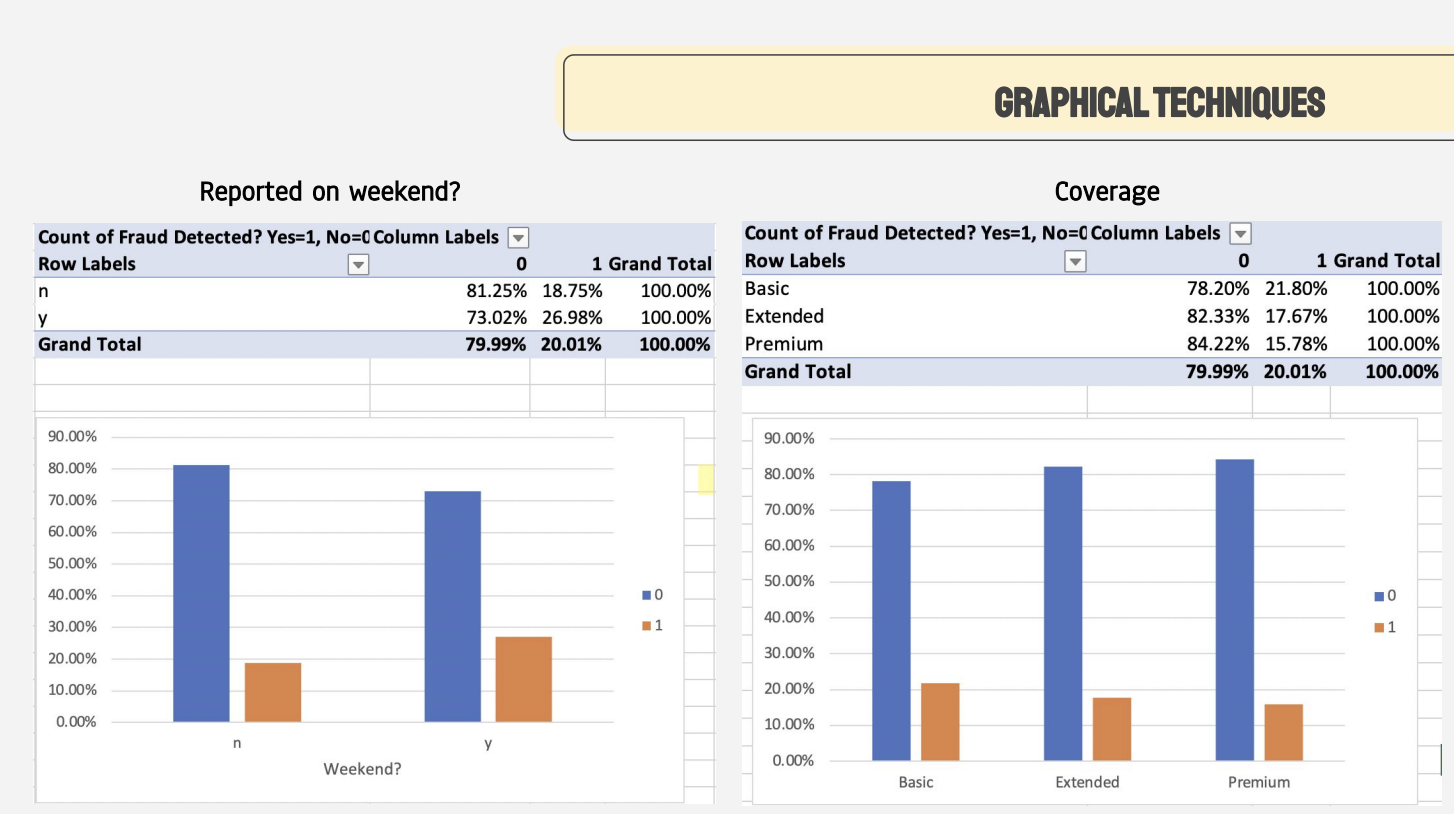 GRAPHICAL TECHNIQUES
Reported on weekend?
Count of Fraud Detected? Yes=1, No=0 Column Labels
Row Labels 0 1 Grand Total
n 81.25% 18.75% 100.00%
y 73.02% 26.98% 100.00%
Grand Total 79.99% 20.01% 100.00%
90.00%
80.00%
70.00%
60.00%
50.00%
40.00%
30.00%
20.00%
10.00%
0.00%
n y
Weekend?
0
1
Coverage
Count of Fraud Detected? Yes=1, No=0 Column Labels
Row Labels 0 1 Grand Total
Basic 78.20% 21.80% 100.00%
Extended 82.33% 17.67% 100.00%
Premium 84.22% 15.78% 100.00%
Grand Total 79.99% 20.01% 100.00%
90.00%
80.00%
70.00%
60.00%
50.00%
40.00%
30.00%
20.00%
10.00%
0.00%
Basic Extended Premium
0
1